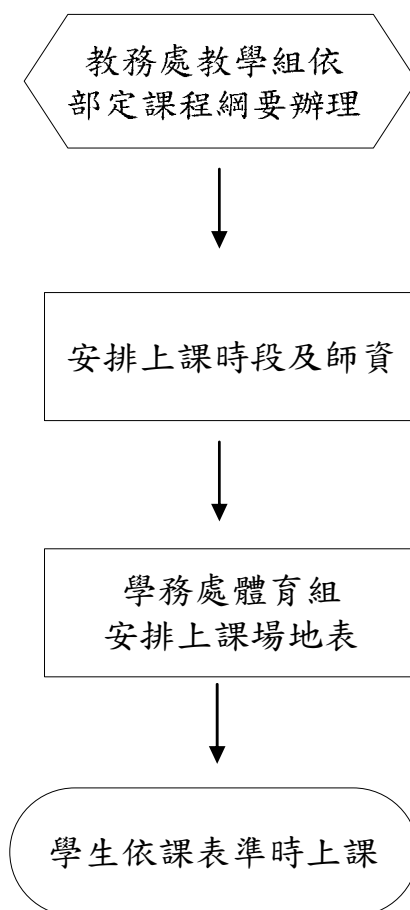 教務處教學組依
部定課程綱要辦理
安排上課時段及師資
學務處體育組
安排上課場地表
學生依課表準時上課